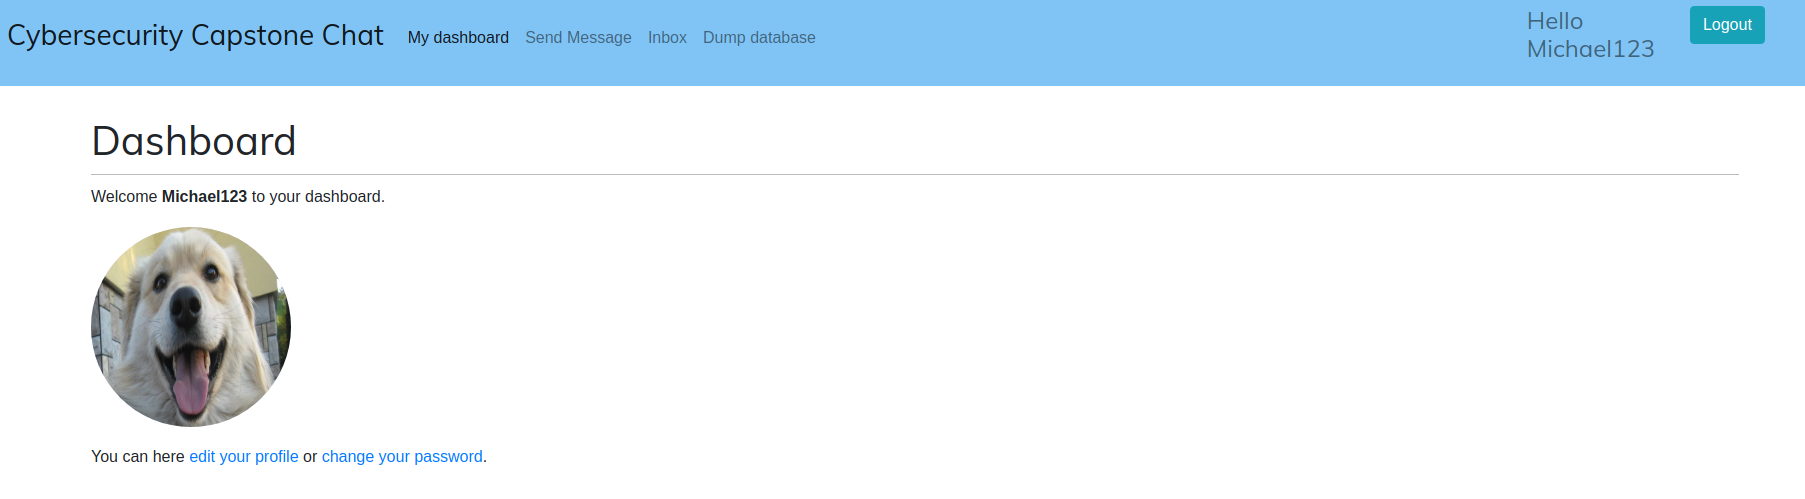 Cybersecurity Capstone Chat My dashboard Send Message Inbox Dump database
Hello
Michael123
Logout
Dashboard
Welcome Michael123 to your dashboard.
You can here edit your profile or change your password.